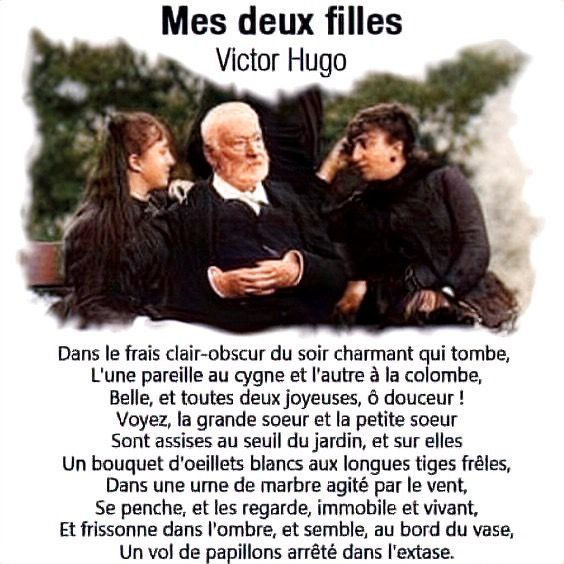 Mes deux filles
Victor Hugo
Dans le frais clair-obscur du soir charmant qui tombe,
L'une pareille au cygne et l'autre à la colombe,
Belle, et toutes deux joyeuses, ô douceur !
Voyez, la grande soeur et la petite soeur
Sont assises au seuil du jardin, et sur elles
Un bouquet d'oeillets blancs aux longues tiges frêles,
Dans une urne de marbre agité par le vent,
Se penche, et les regarde, immobile et vivant,
Et frissonne dans l'ombre, et semble, au bord du vase,
Un vol de papillons arrêté dans l'extase.